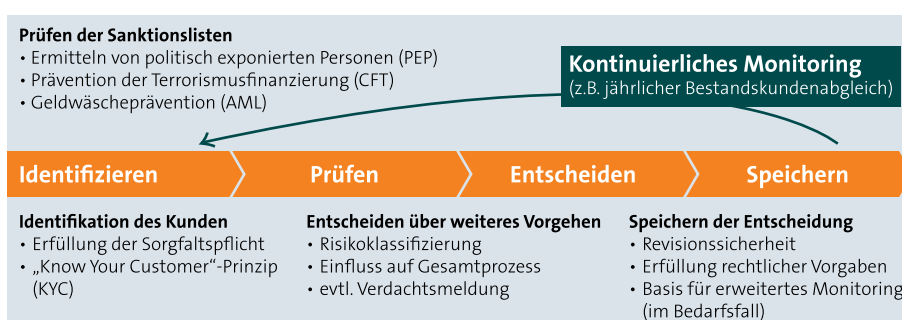 Prüfen der Sanktionslisten
• Ermitteln von politisch exponierten Personen (PEP)
• Prävention der Terrorismusfinanzierung (CFT)
• Geldwäscheprävention (AML)
Kontinuierliches Monitoring
(z.B. jährlicher Bestandskundenabgleich)
Identifizieren
Prüfen
Entscheiden
Speichern
Identifikation des Kunden
• Erfüllung der Sorgfaltspflicht
• „Know Your Customer“-Prinzip
(KYC)
Entscheiden über weiteres Vorgehen
• Risikoklassifizierung
• Einfluss auf Gesamtprozess
• evtl. Verdachtsmeldung
Speichern der Entscheidung
• Revisionssicherheit
• Erfüllung rechtlicher Vorgaben
• Basis für erweitertes Monitoring
(im Bedarfsfall)